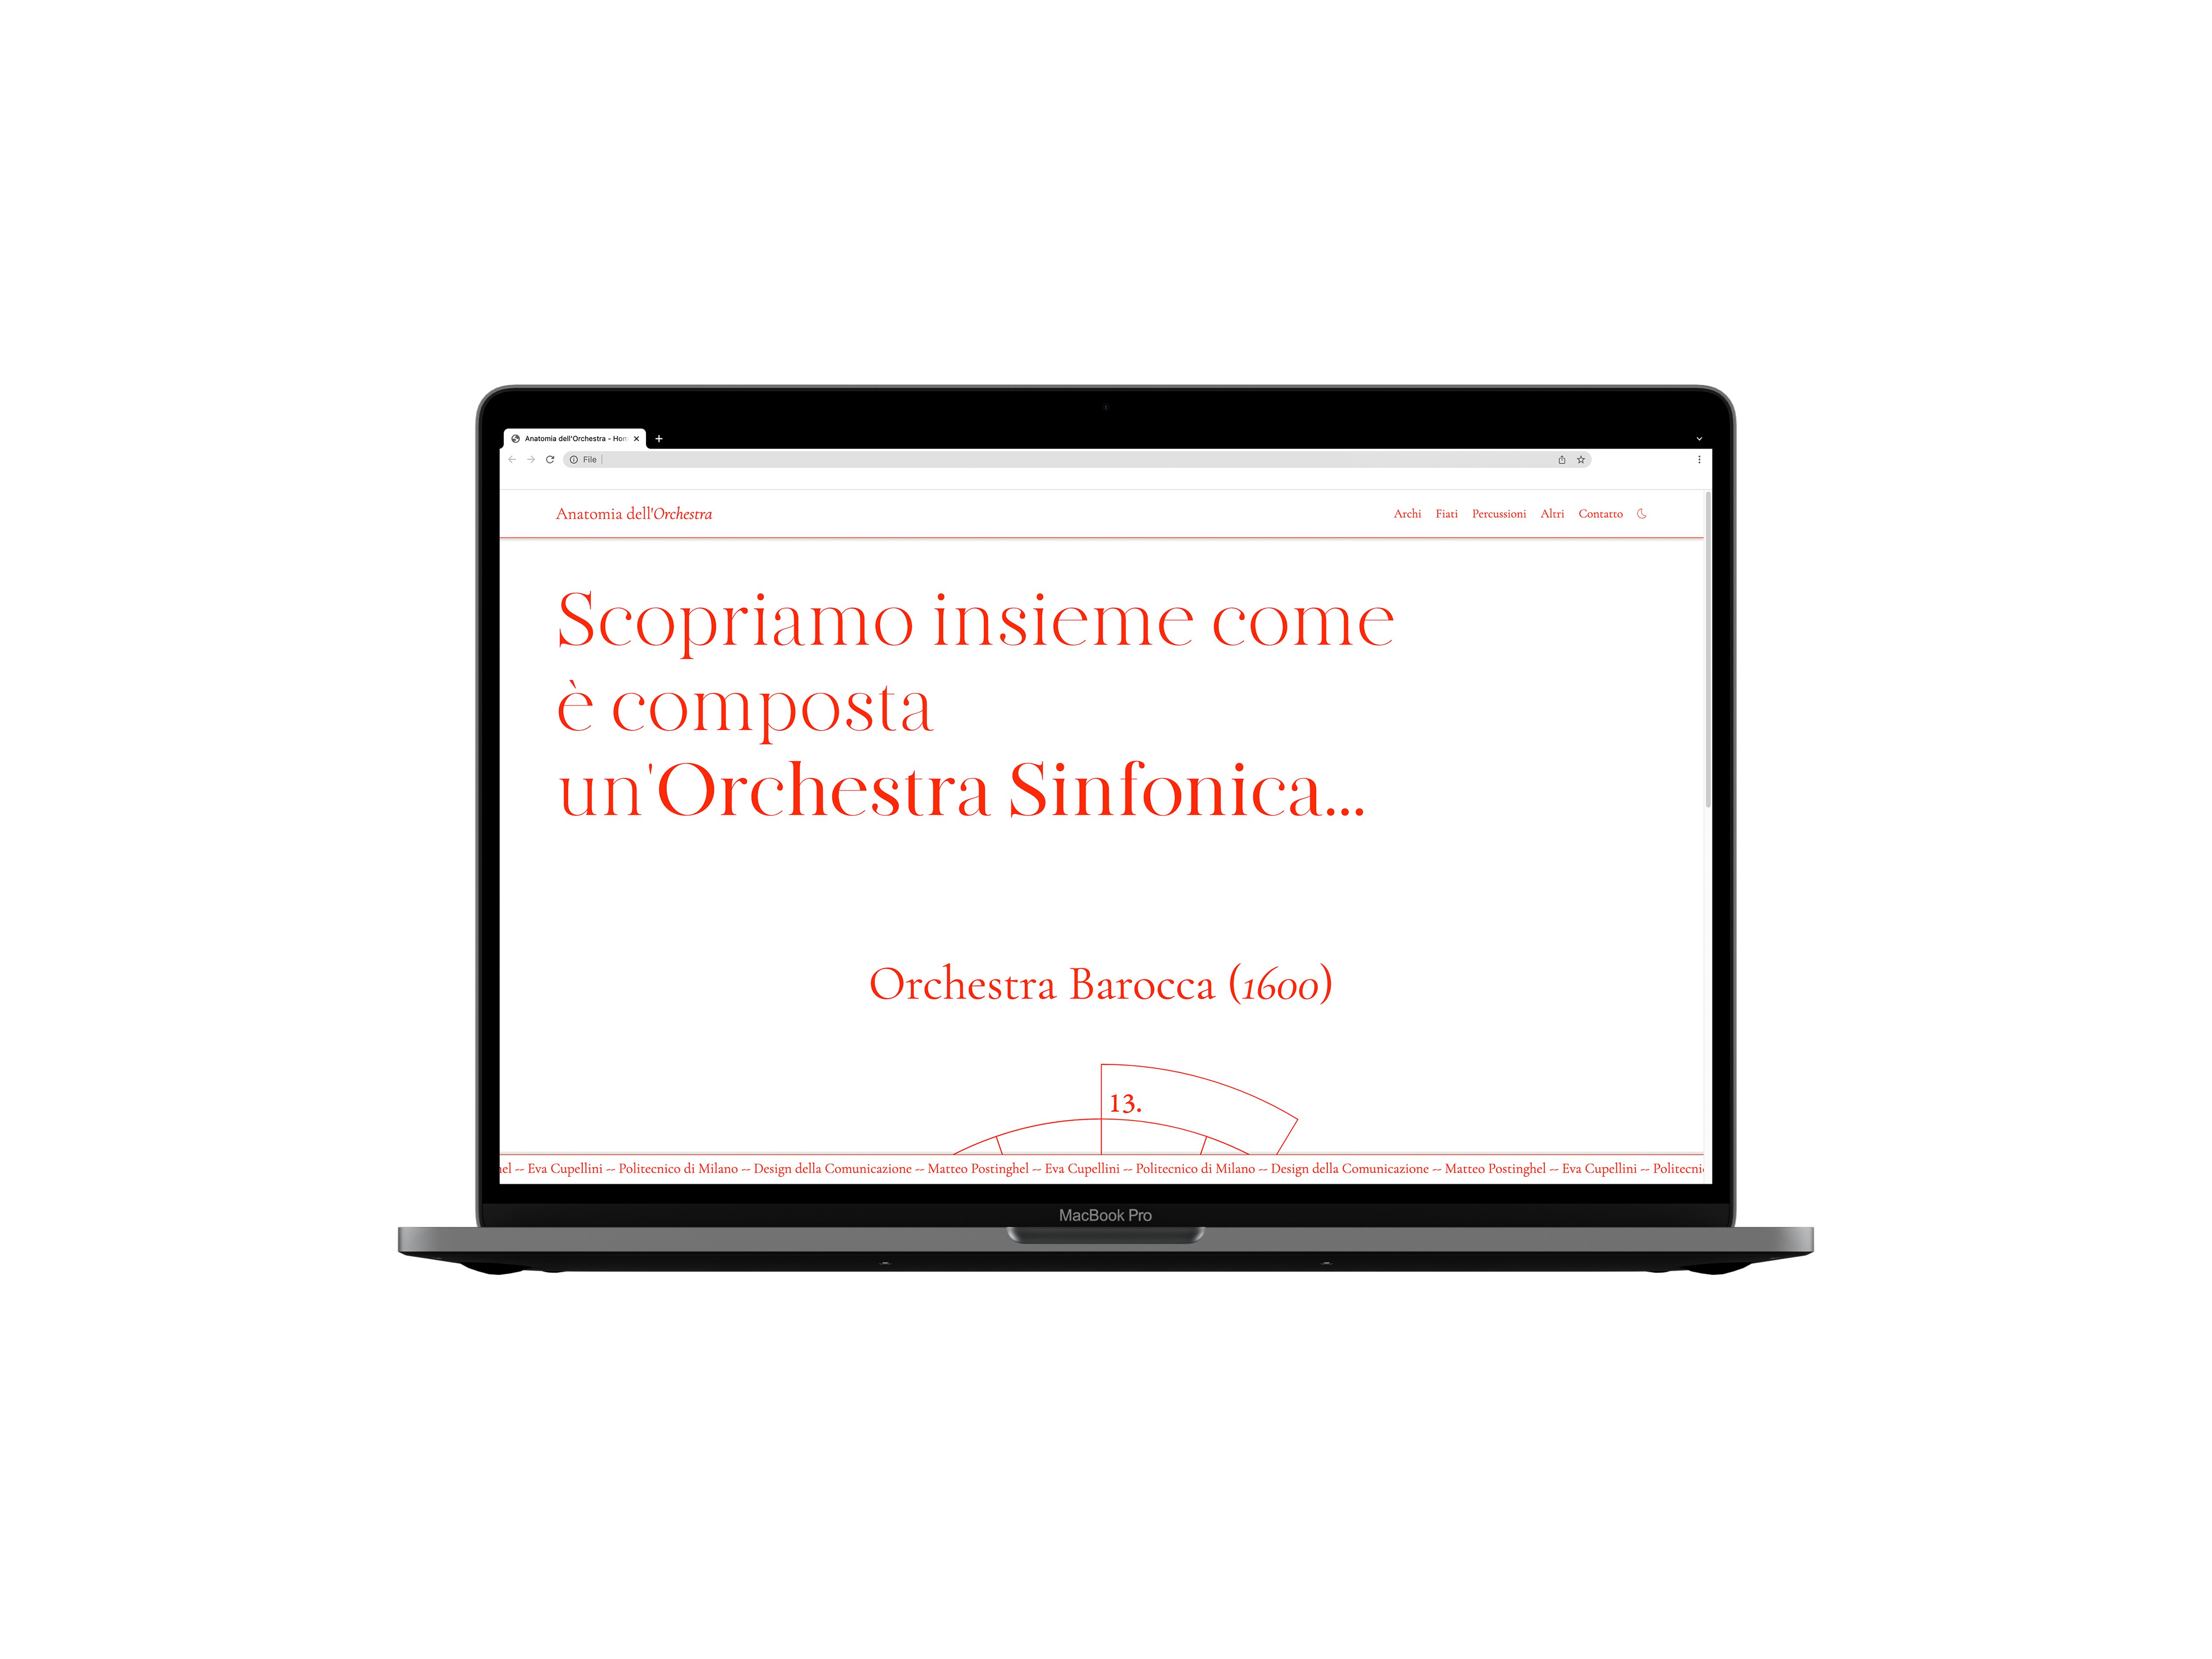 Anatomia dell'Orchestra - Hom
File
Anatomia dell'Orchestra
Archi Fiati Percussioni Altri Contatto
Scopriamo insieme come
è composta
un'Orchestra Sinfonica...
Orchestra Barocca (1600)
13.
el -- Eva Cupellini -- Politecnico di Milano -- Design della Comunicazione -- Matteo Postinghel -- Eva Cupellini -- Politecnico di Milano -- Design della Comunicazione -- Matteo Postinghel -- Eva Cupellini -- Politecni
MacBook Pro